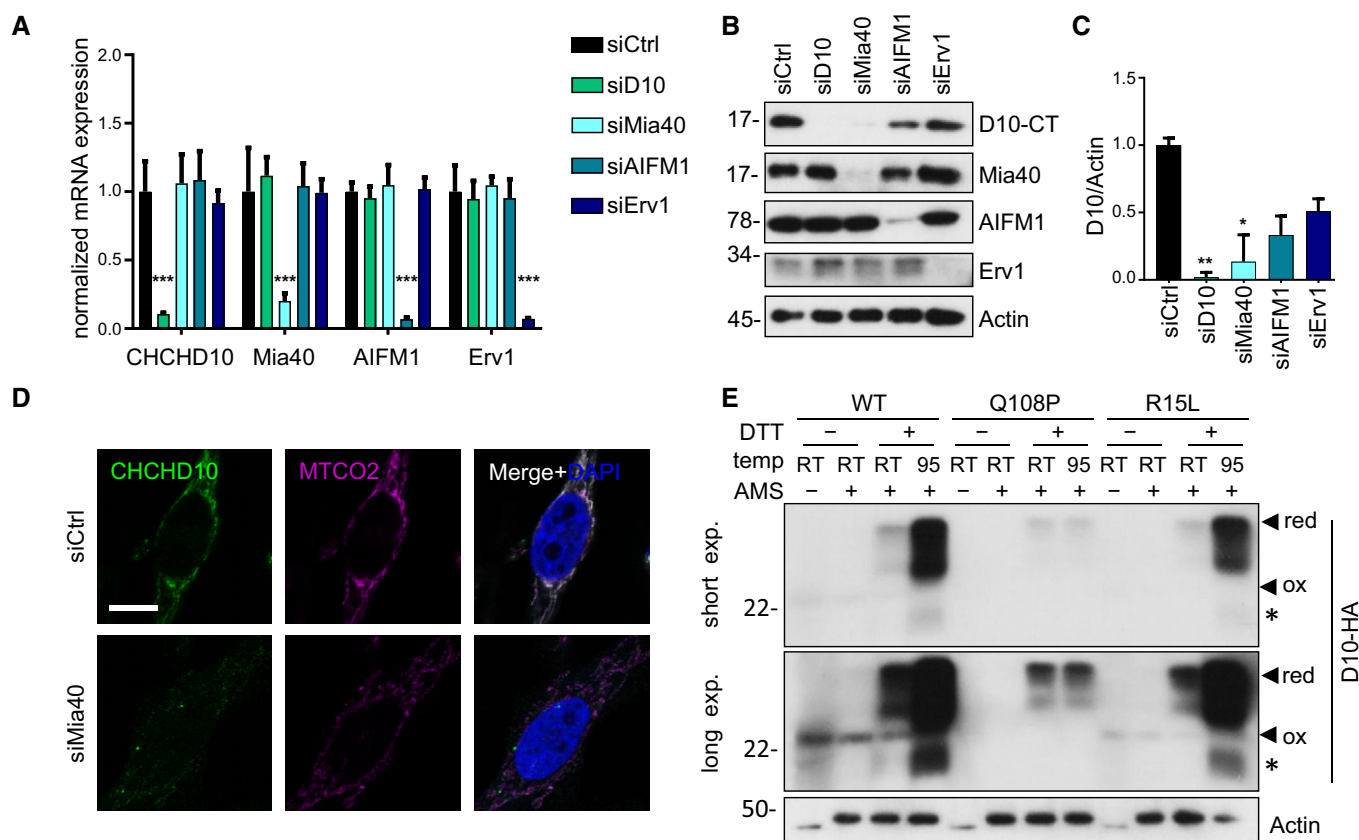 A
normalized mRNA expression
2.0
1.5
1.0
0.5
0.0
*** *** *** ***
CHCHD10 Mia40 AIFM1 Erv1
siCtrl
siD10
siMia40
siAIFM1
siErv1
B
siCtrl siD10 siMia40 siAIFM1 siErv1
17- D10-CT
17- Mia40
78- AIFM1
34- Erv1
45- Actin
C
D10/Actin
1.5
1.0
0.5
0.0
** *
siCtrl siD10 siMia40 siAIFM1 siErv1
D
CHCHD10 MTCO2 Merge+DAPI
siCtrl
siMia40
E
WT Q108P R15L
DTT − + − + − +
temp RT RT RT 95 RT RT RT 95 RT RT RT 95
AMS − + + + − + + + − + + +
short exp.
red
ox
22- *
long exp.
red
ox
22- *
D10-HA
50- Actin